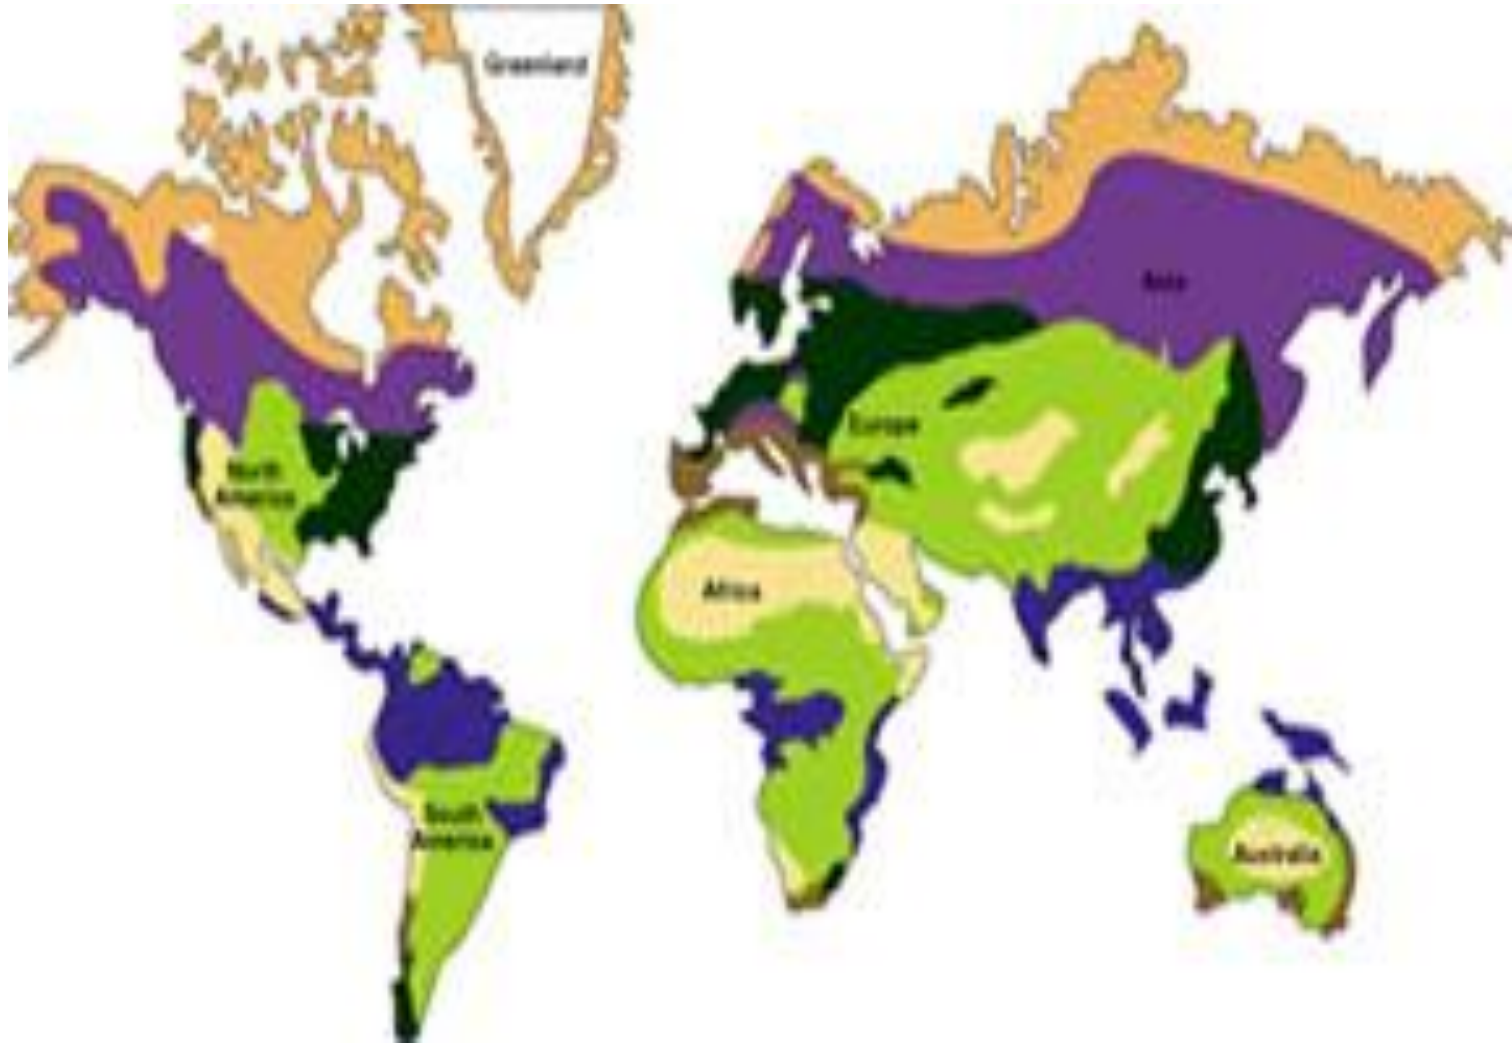 Greenland
Asia
Europe
North
America
Africa
South
America
Australia